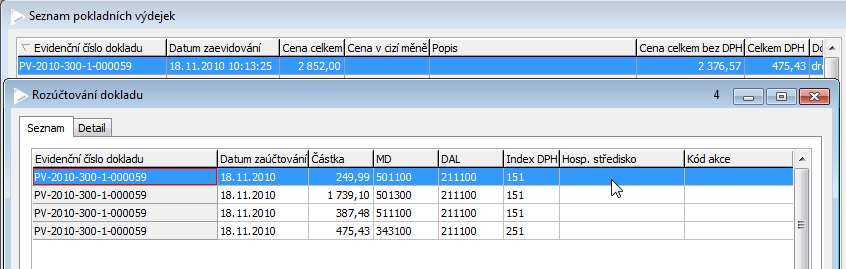 Seznam pokladních výdejek
Evidenční číslo dokladu Datum zaevidování Cena celkem Cena v cizí měně Popis Cena celkem bez DPH Celkem DPH Do
PV-2010-300-1-000059 18.11.2010 10:13:25 2 852,00 2 376,57 475,43 dro
Rozúčtování dokladu 4
Seznam Detail
Evidenční číslo dokladu Datum zaúčtování Částka MD DAL Index DPH Hosp. středisko Kód akce
PV-2010-300-1-000059 18.11.2010 249,99 501100 211100 151
PV-2010-300-1-000059 18.11.2010 1 739,10 501300 211100 151
PV-2010-300-1-000059 18.11.2010 387,48 511100 211100 151
PV-2010-300-1-000059 18.11.2010 475,43 343100 211100 251